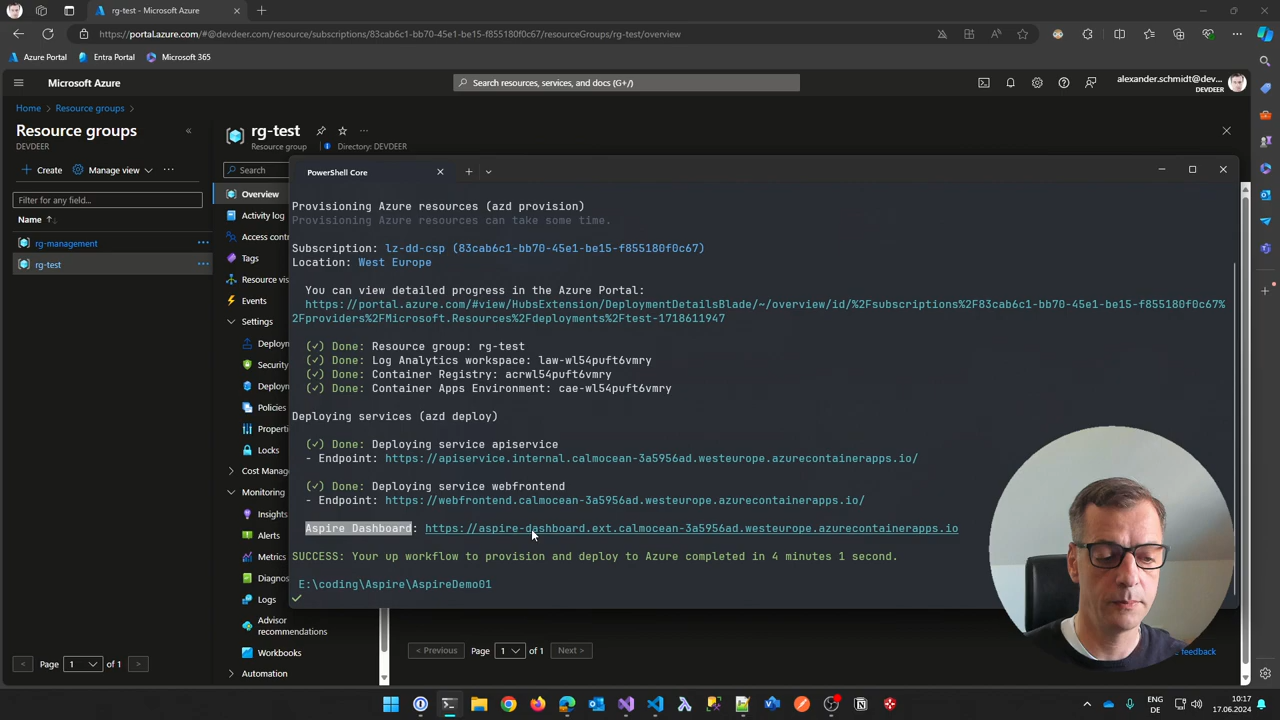 rg-test - Microsoft Azure
https://portal.azure.com/#@devdeer/resource/subscriptions/83cab6c1-bb70-45e1-be15-f855180f0c67/resourceGroups/rg-test/overview
Azure Portal
Entra Portal
Microsoft 365
Microsoft Azure
Search resources, services, and docs (G+/)
alexander.schmidt@dev...
DEVDEER
Home > Resource groups >
Resource groups
DEVDEER
Create
Manage view
Filter for any field...
Name
rg-management
rg-test
Page 1 of 1
rg-test
Resource group
Directory: DEVDEER
Search
Overview
Activity log
Access contr
Tags
Resource vis
Events
Settings
Deploym
Security
Deploym
Policies
Properti
Locks
Cost Manag
Monitoring
Alerts
Metrics
Diagnos
Logs
Advisor
recommendations
Workbooks
Automation
PowerShell Core
Provisioning Azure resources (azd provision)
Provisioning Azure resources can take some time.
Subscription: lz-dd-csp (83cab6c1-bb70-45e1-be15-f855180f0c67)
Location: West Europe
You can view detailed progress in the Azure Portal:
https://portal.azure.com/#view/HubsExtension/DeploymentDetailsBlade/~/overview/id/%2Fsubscriptions%2F83cab6c1-bb70-45e1-be15-f855180f0c67%
2Fproviders%2FMicrosoft.Resources%2Fdeployments%2Ftest-1718611947
(✓) Done: Resource group: rg-test
(✓) Done: Log Analytics workspace: law-wl54puft6vmry
(✓) Done: Container Registry: acrwl54puft6vmry
(✓) Done: Container Apps Environment: cae-wl54puft6vmry
Deploying services (azd deploy)
(✓) Done: Deploying service apiservice
- Endpoint: https://apiservice.internal.calmocean-3a5956ad.westeurope.azurecontainerapps.io/
(✓) Done: Deploying service webfrontend
- Endpoint: https://webfrontend.calmocean-3a5956ad.westeurope.azurecontainerapps.io/
Aspire Dashboard: https://aspire-dashboard.ext.calmocean-3a5956ad.westeurope.azurecontainerapps.io
SUCCESS: Your up workflow to provision and deploy to Azure completed in 4 minutes 1 second.
E:\coding\Aspire\AspireDemo01
< Previous
Page 1 of 1
Next >
feedback
ENG
DE
10:17
17.06.2024